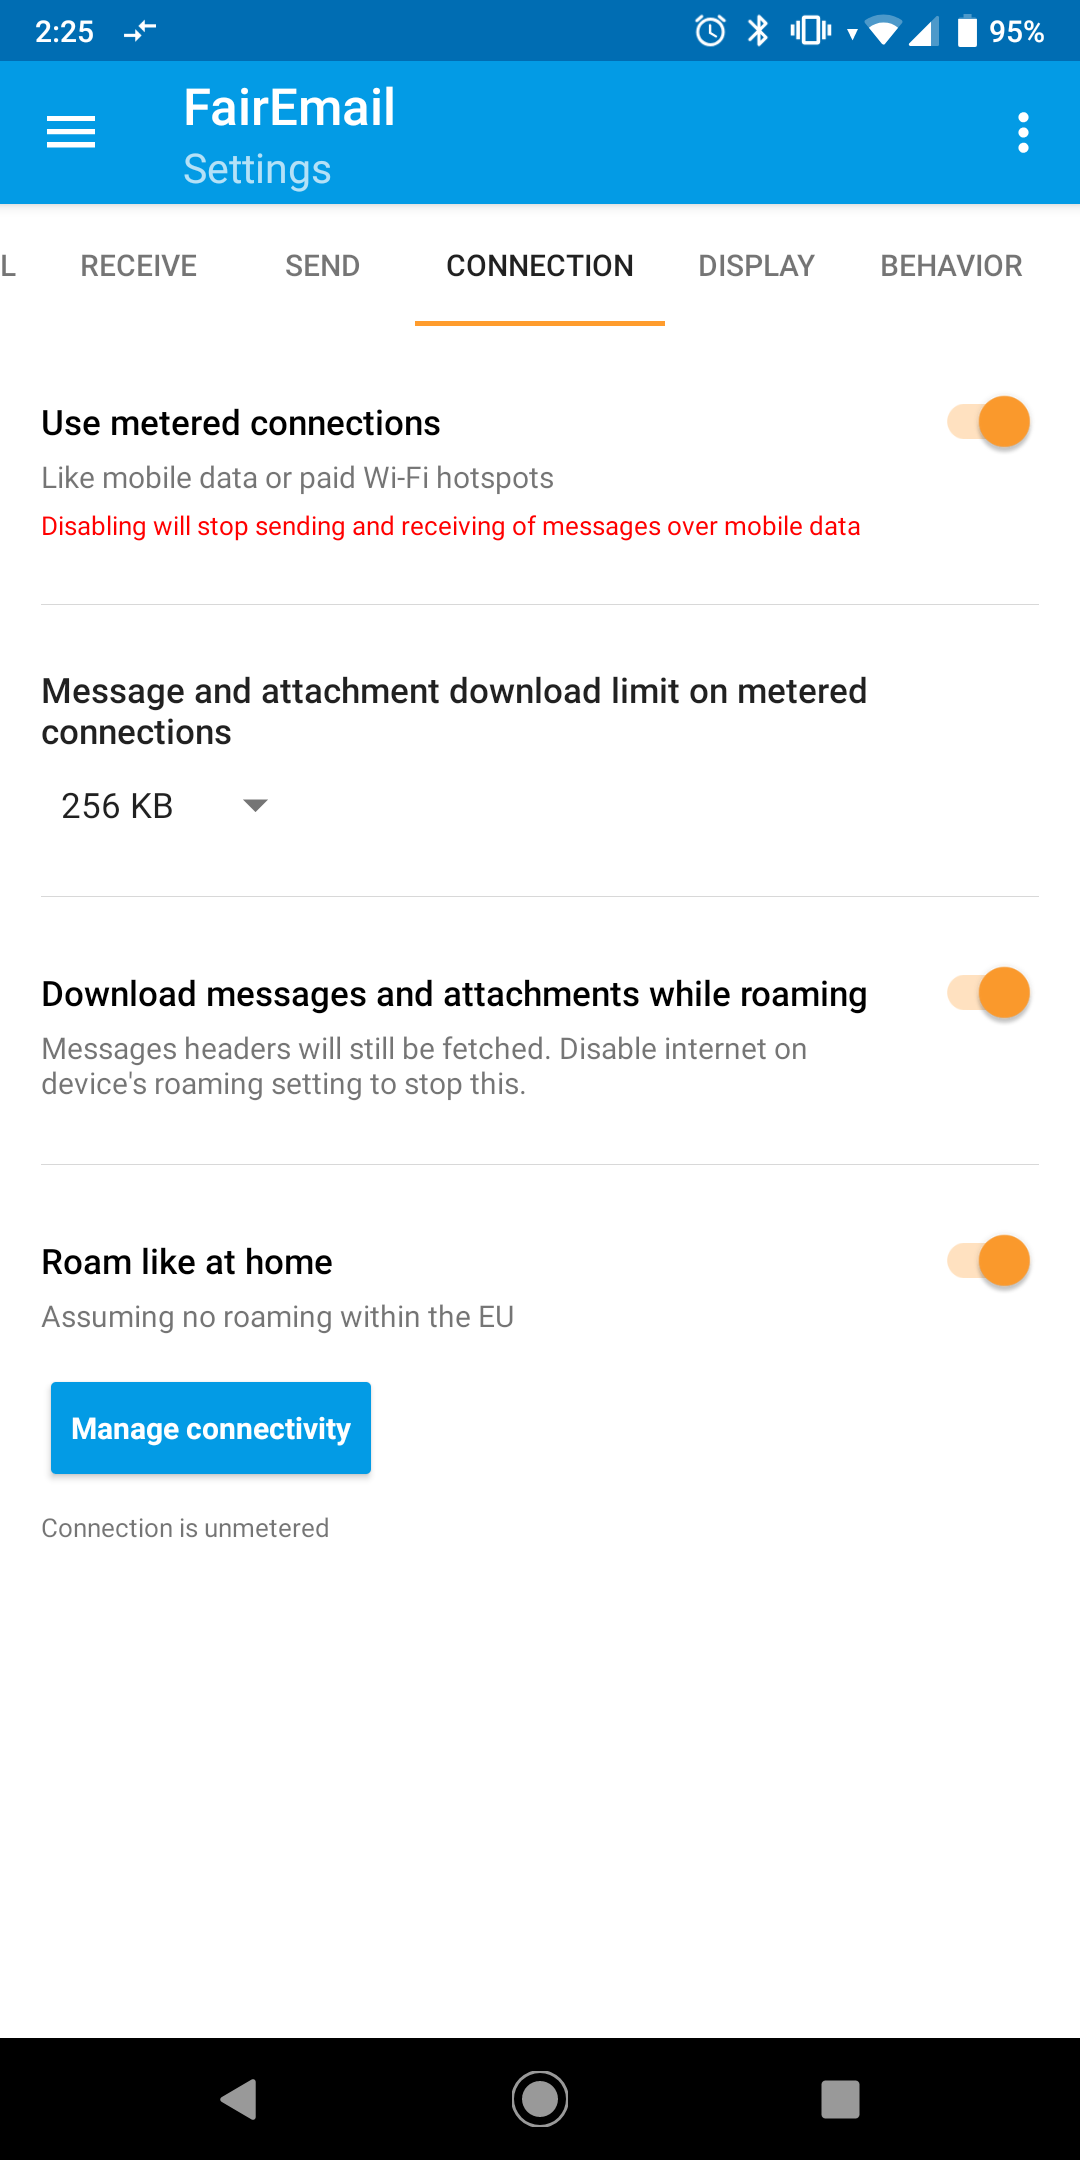 2:25
95%
FairEmail
Settings
L RECEIVE SEND CONNECTION DISPLAY BEHAVIOR
Use metered connections
Like mobile data or paid Wi-Fi hotspots
Disabling will stop sending and receiving of messages over mobile data
Message and attachment download limit on metered
connections
256 KB
Download messages and attachments while roaming
Messages headers will still be fetched. Disable internet on
device's roaming setting to stop this.
Roam like at home
Assuming no roaming within the EU
Manage connectivity
Connection is unmetered